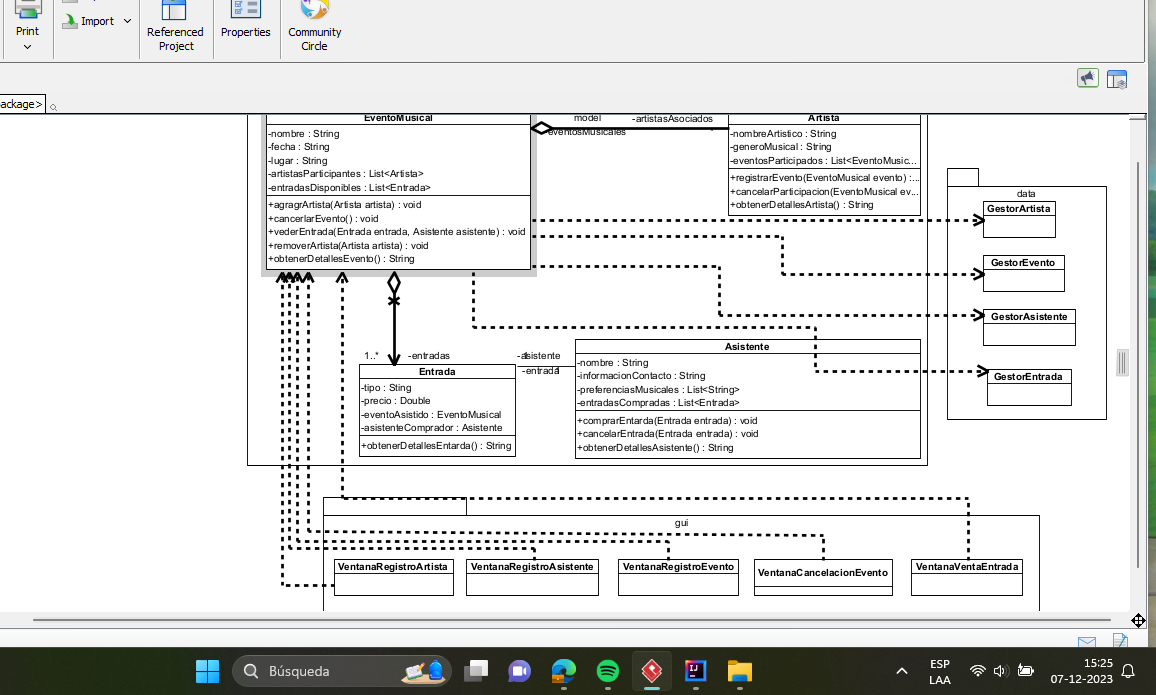 Print
Import
Referenced
Project
Properties
Community
Circle
ackage>
EventoMusical
-nombre : String
-fecha : String
-lugar : String
-artistasParticipantes : List<Artista>
-entradasDisponibles : List<Entrada>
+agragrArtista(Artista artista) : void
+cancerlarEvento() : void
+vederEntrada(Entrada entrada, Asistente asistente) : void
+removerArtista(Artista artista) : void
+obtenerDetallesEvento() : String
model
-artistasAsociados
eventosMusicales
Artista
-nombreArtistico : String
-generoMusical : String
-eventosParticipados : List<EventoMusic...
+registrarEvento(EventoMusical evento) :...
+cancelarParticipacion(EventoMusical ev...
+obtenerDetallesArtista() : String
data
GestorArtista
GestorEvento
GestorAsistente
GestorEntrada
1..*
-entradas
-asistente
-entrada
Entrada
-tipo : Sting
-precio : Double
-eventoAsistido : EventoMusical
-asistenteComprador : Asistente
+obtenerDetallesEntarda() : String
Asistente
-nombre : String
-informacionContacto : String
-preferenciasMusicales : List<String>
-entradasCompradas : List<Entrada>
+comprarEntarda(Entrada entrada) : void
+cancelarEntrada(Entrada entrada) : void
+obtenerDetallesAsistente() : String
gui
VentanaRegistroArtista
VentanaRegistroAsistente
VentanaRegistroEvento
VentanaCancelacionEvento
VentanaVentaEntrada
Búsqueda
ESP
LAA
15:25
07-12-2023